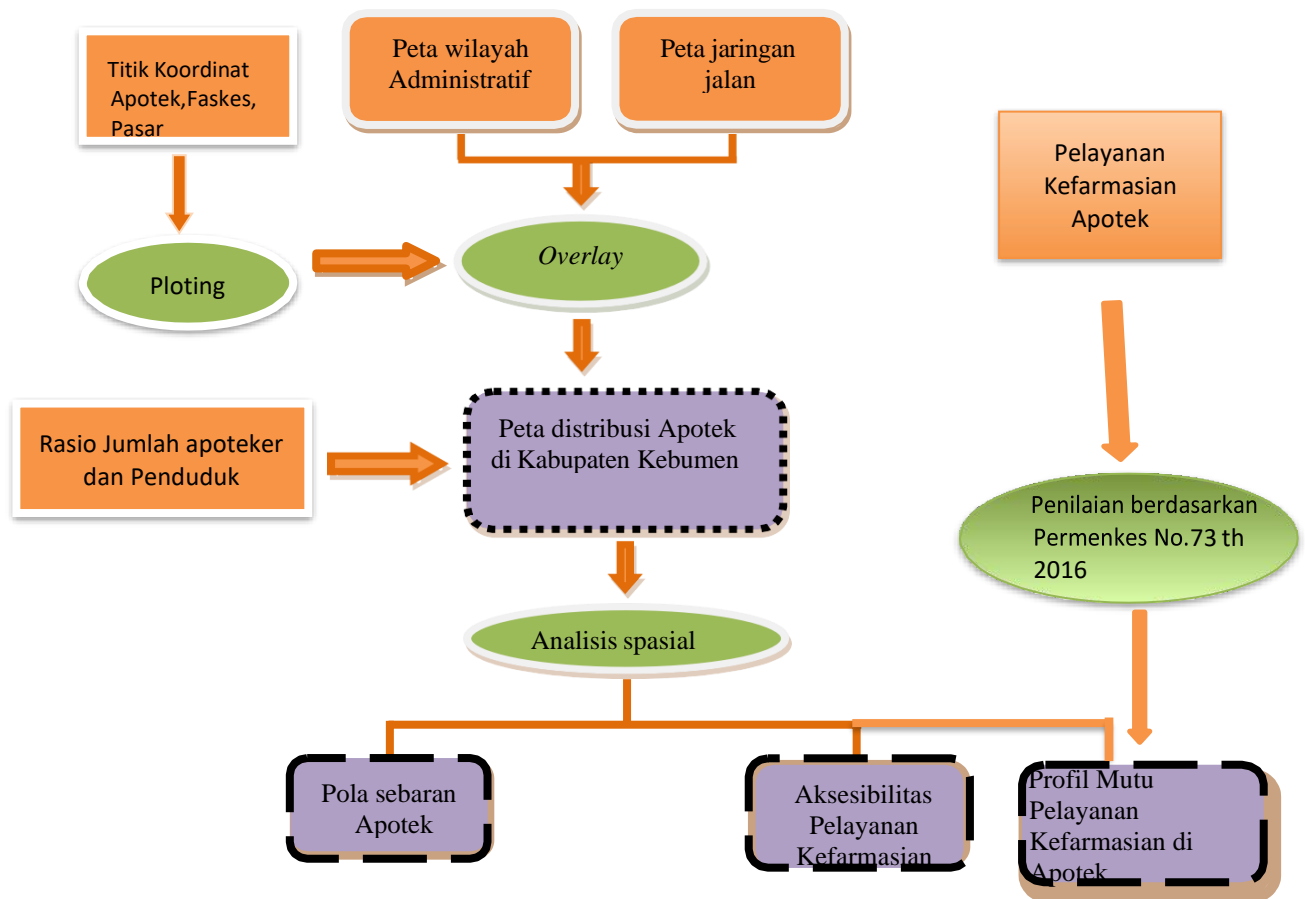 Titik Koordinat
Apotek,Faskes,
Pasar
Peta wilayah
Administratif
Peta jaringan
jalan
Pelayanan
Kefarmasian
Apotek
Ploting
Overlay
Rasio Jumlah apoteker
dan Penduduk
Peta distribusi Apotek
di Kabupaten Kebumen
Penilaian berdasarkan
Permenkes No.73 th
2016
Analisis spasial
Pola sebaran
Apotek
Aksesibilitas
Pelayanan
Kefarmasian
Profil Mutu
Pelayanan
Kefarmasian di
Apotek